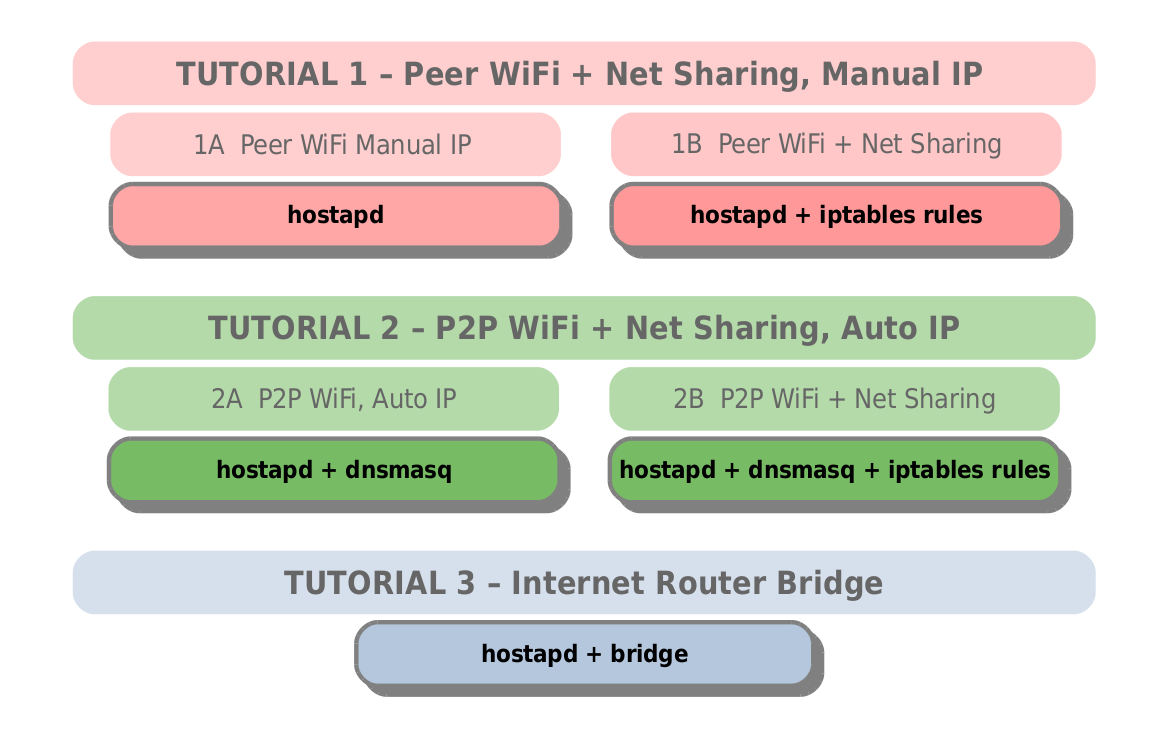 TUTORIAL 1 – Peer WiFi + Net Sharing, Manual IP
1A  Peer WiFi Manual IP
1B  Peer WiFi + Net Sharing
hostapd
hostapd + iptables rules
TUTORIAL 2 – P2P WiFi + Net Sharing, Auto IP
2A  P2P WiFi, Auto IP
2B  P2P WiFi + Net Sharing
hostapd + dnsmasq
hostapd + dnsmasq + iptables rules
TUTORIAL 3 – Internet Router Bridge
hostapd + bridge